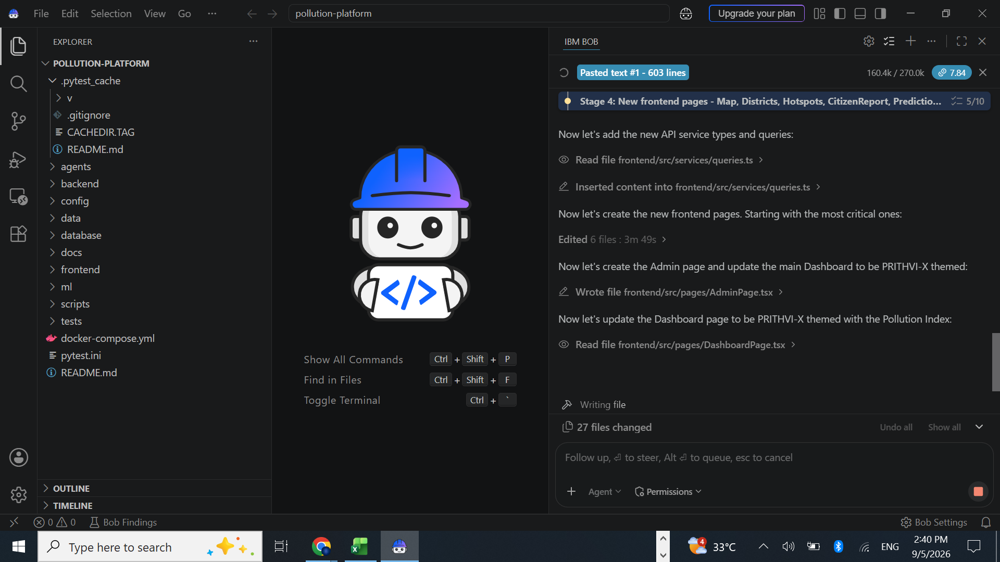 File Edit Selection View Go
pollution-platform
Upgrade your plan
EXPLORER
POLLUTION-PLATFORM
.pytest_cache
v
.gitignore
CACHEDIR.TAG
README.md
agents
backend
config
data
database
docs
frontend
ml
scripts
tests
docker-compose.yml
pytest.ini
README.md
OUTLINE
TIMELINE
</>
Show All Commands Ctrl + Shift + P
Find in Files Ctrl + Shift + F
Toggle Terminal Ctrl + `
IBM BOB
Pasted text #1 - 603 lines 160.4k / 270.0k 7.84
Stage 4: New frontend pages - Map, Districts, Hotspots, CitizenReport, Predictio... 5/10
Now let's add the new API service types and queries:
Read file frontend/src/services/queries.ts
Inserted content into frontend/src/services/queries.ts
Now let's create the new frontend pages. Starting with the most critical ones:
Edited 6 files : 3m 49s
Now let's create the Admin page and update the main Dashboard to be PRITHVI-X themed:
Wrote file frontend/src/pages/AdminPage.tsx
Now let's update the Dashboard page to be PRITHVI-X themed with the Pollution Index:
Read file frontend/src/pages/DashboardPage.tsx
Writing file
27 files changed Undo all Show all
Follow up, ⏎ to steer, Alt ⏎ to queue, esc to cancel
Agent Permissions
0 0 Bob Findings Bob Settings
Type here to search
4 33°C ENG 2:40 PM
9/5/2026